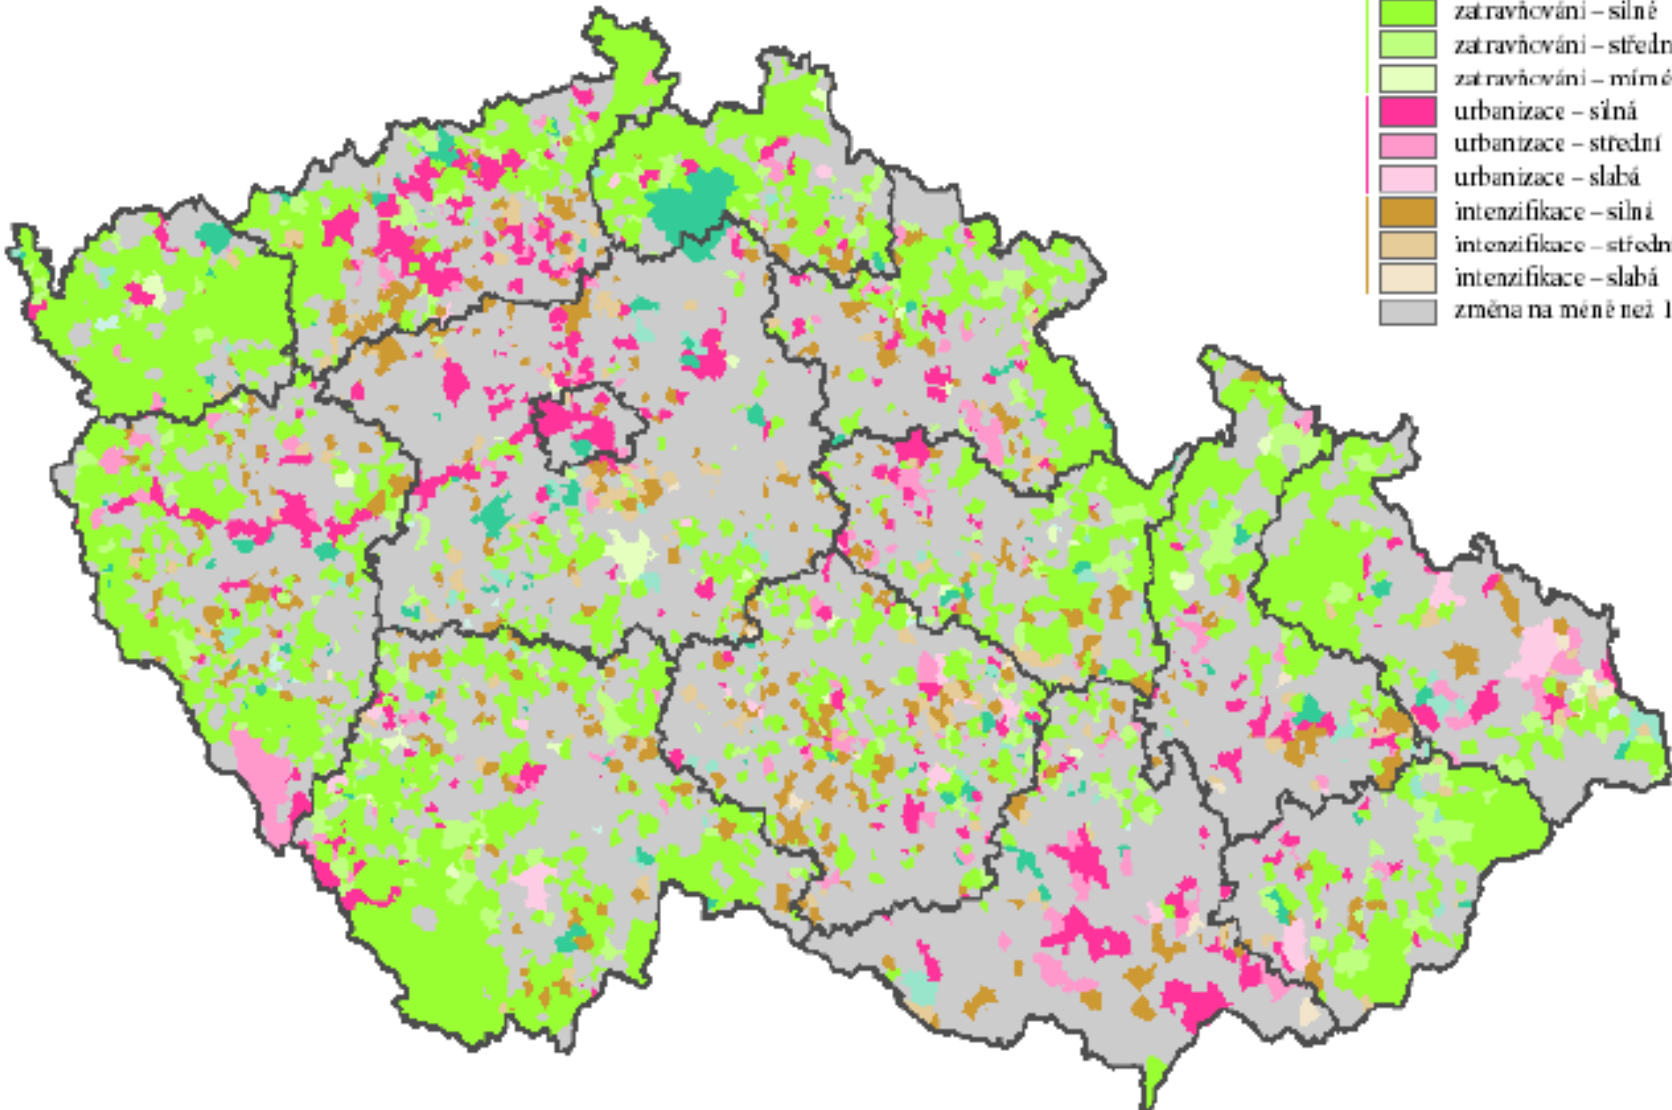 zatravňování – silné
zatravňování – středn
zatravňování – mírné
urbanizace – silná
urbanizace – střední
urbanizace – slabá
intenzifikace – silná
intenzifikace – středn
intenzifikace – slabá
změna na méně než 1